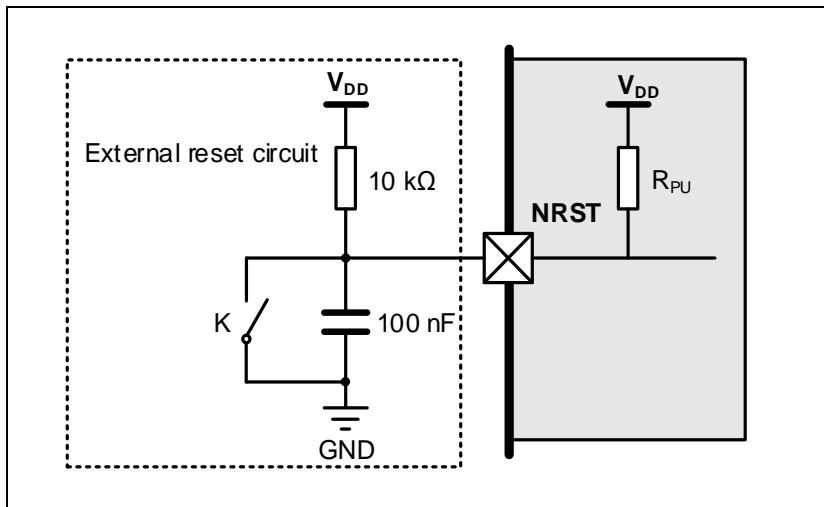 V_DD
External reset circuit
10 kΩ
K
100 nF
GND
NRST
V_DD
R_PU